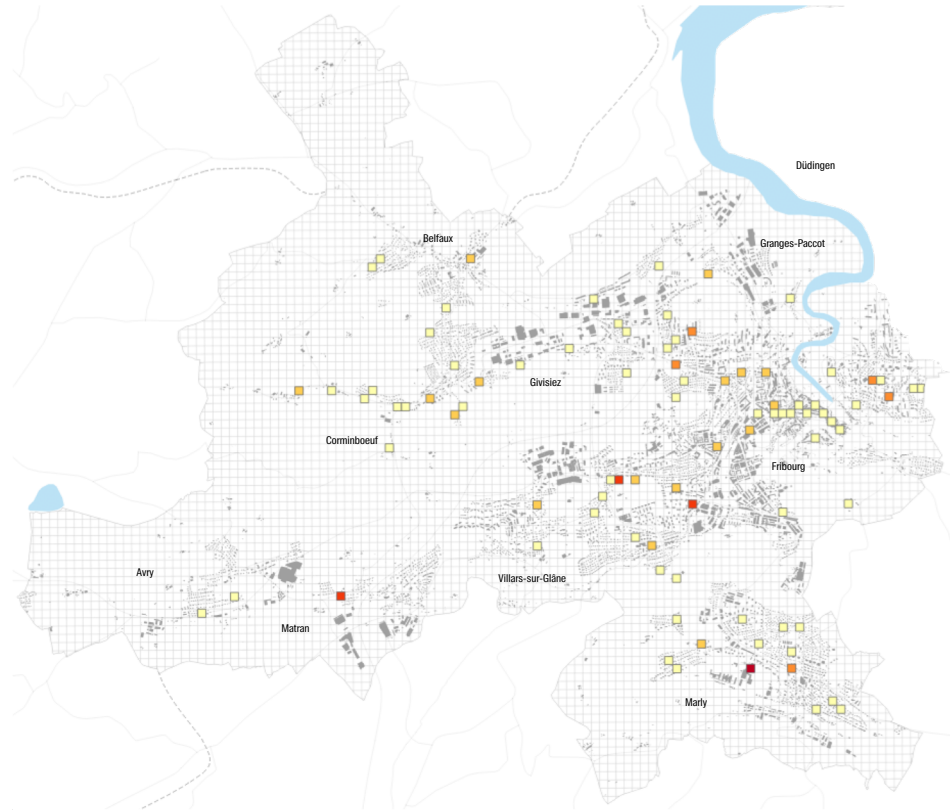 Düdingen
Belfaux
Granges-Paccot
Givisiez
Corminboeuf
Fribourg
Avry
Villars-sur-Glâne
Matran
Marly